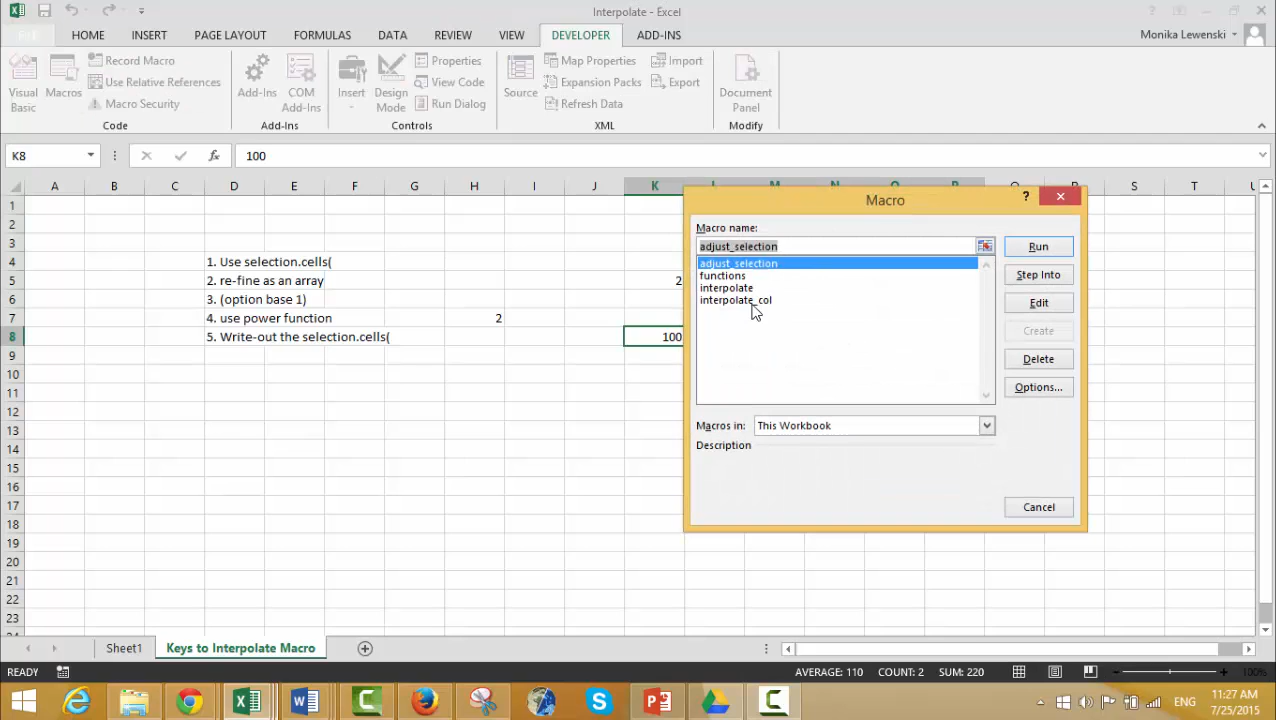 Interpolate - Excel
FILE HOME INSERT PAGE LAYOUT FORMULAS DATA REVIEW VIEW DEVELOPER ADD-INS Monika Lewenski
Visual Basic
Macros
Record Macro
Use Relative References
Macro Security
Code
Add-Ins
COM Add-Ins
Add-Ins
Insert
Design Mode
Properties
View Code
Run Dialog
Controls
Source
Map Properties
Expansion Packs
Refresh Data
Import
Export
XML
Document Panel
Modify
K8 fx 100
A B C D E F G H I J K L M N O P Q R S T U
1
2
3
4 1. Use selection.cells(
5 2. re-fine as an array 2
6 3. (option base 1)
7 4. use power function 2
8 5. Write-out the selection.cells( 100
9
10
11
12
13
14
15
16
17
18
19
20
21
22
23
24
Macro ?
Macro name:
adjust_selection
adjust_selection
functions
interpolate
interpolate_col
Run
Step Into
Edit
Create
Delete
Options...
Macros in: This Workbook
Description
Cancel
Sheet1 Keys to Interpolate Macro
READY AVERAGE: 110 COUNT: 2 SUM: 220 100%
ENG 11:27 AM
7/25/2015